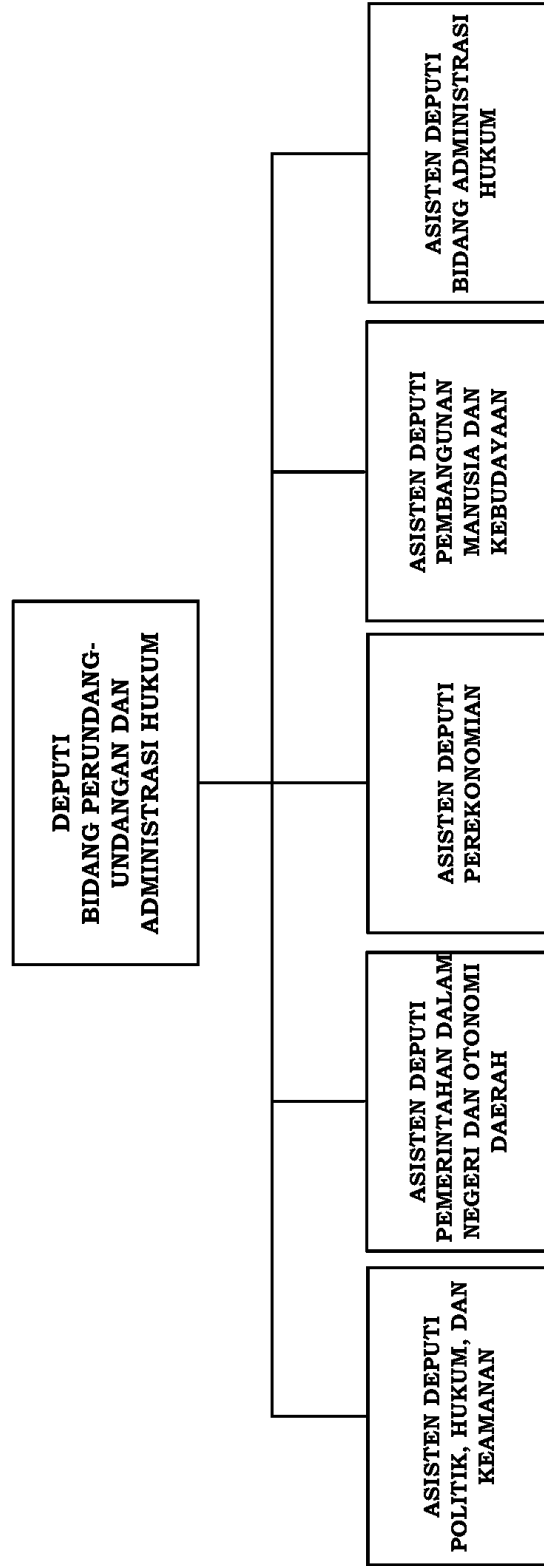 DEPUTI
BIDANG PERUNDANG-
UNDANGAN DAN
ADMINISTRASI HUKUM
ASISTEN DEPUTI
POLITIK, HUKUM, DAN
KEAMANAN
ASISTEN DEPUTI
PEMERINTAHAN DALAM
NEGERI DAN OTONOMI
DAERAH
ASISTEN DEPUTI
PEREKONOMIAN
ASISTEN DEPUTI
PEMBANGUNAN
MANUSIA DAN
KEBUDAYAAN
ASISTEN DEPUTI
BIDANG ADMINISTRASI
HUKUM